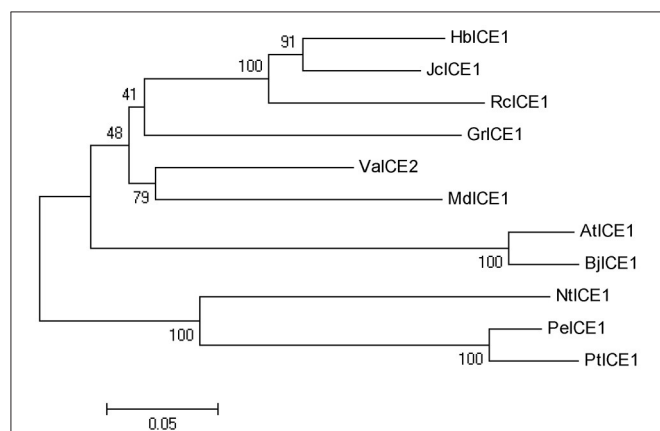 HbICE1
91
JcICE1
100
RcICE1
41
GrICE1
48
VaICE2
79
MdICE1
AtICE1
100
BjICE1
NtICE1
100
PeICE1
100
PtICE1
0.05